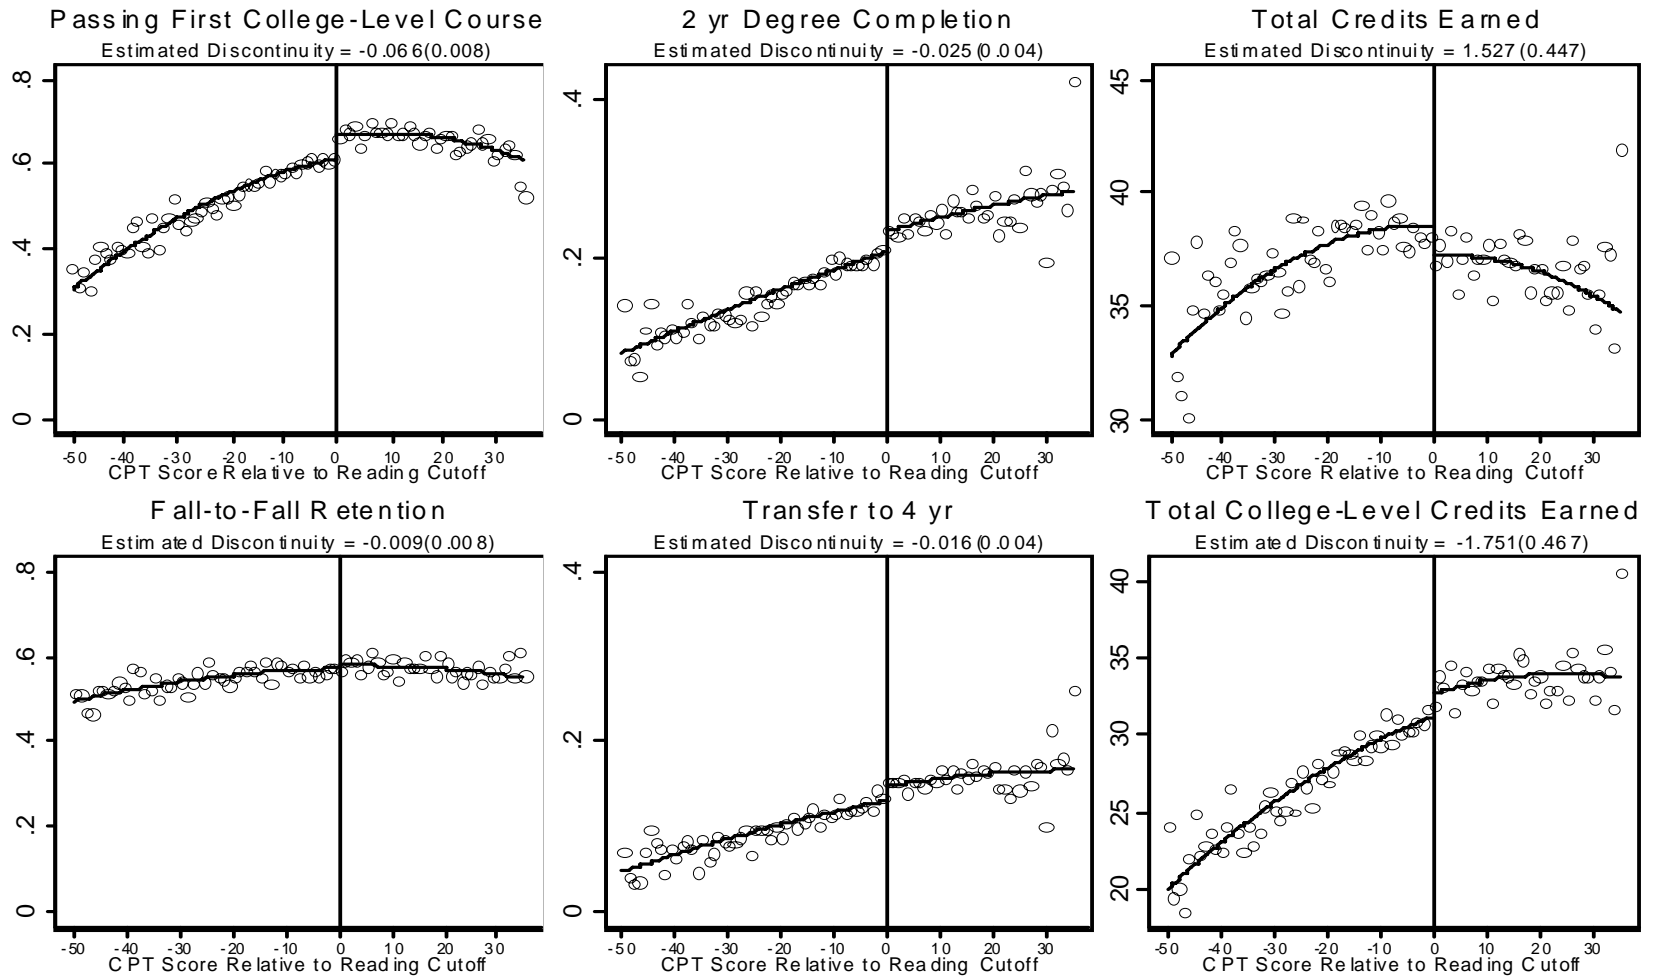 Passing First College-Level Course
Estimated Discontinuity = -0.066(0.008)
.8
.6
.4
.2
0
-50 -40 -30 -20 -10 0 10 20 30
CPT Score Relative to Reading Cutoff
2 yr Degree Completion
Estimated Discontinuity = -0.025(0.004)
.4
.2
0
-50 -40 -30 -20 -10 0 10 20 30
CPT Score Relative to Reading Cutoff
Total Credits Earned
Estimated Discontinuity = 1.527(0.447)
45
40
35
30
-50 -40 -30 -20 -10 0 10 20 30
CPT Score Relative to Reading Cutoff
Fall-to-Fall Retention
Estimated Discontinuity = -0.009(0.008)
.8
.6
.4
.2
0
-50 -40 -30 -20 -10 0 10 20 30
CPT Score Relative to Reading Cutoff
Transfer to 4 yr
Estimated Discontinuity = -0.016(0.004)
.4
.2
0
-50 -40 -30 -20 -10 0 10 20 30
CPT Score Relative to Reading Cutoff
Total College-Level Credits Earned
Estimated Discontinuity = -1.751(0.467)
40
35
30
25
20
-50 -40 -30 -20 -10 0 10 20 30
CPT Score Relative to Reading Cutoff